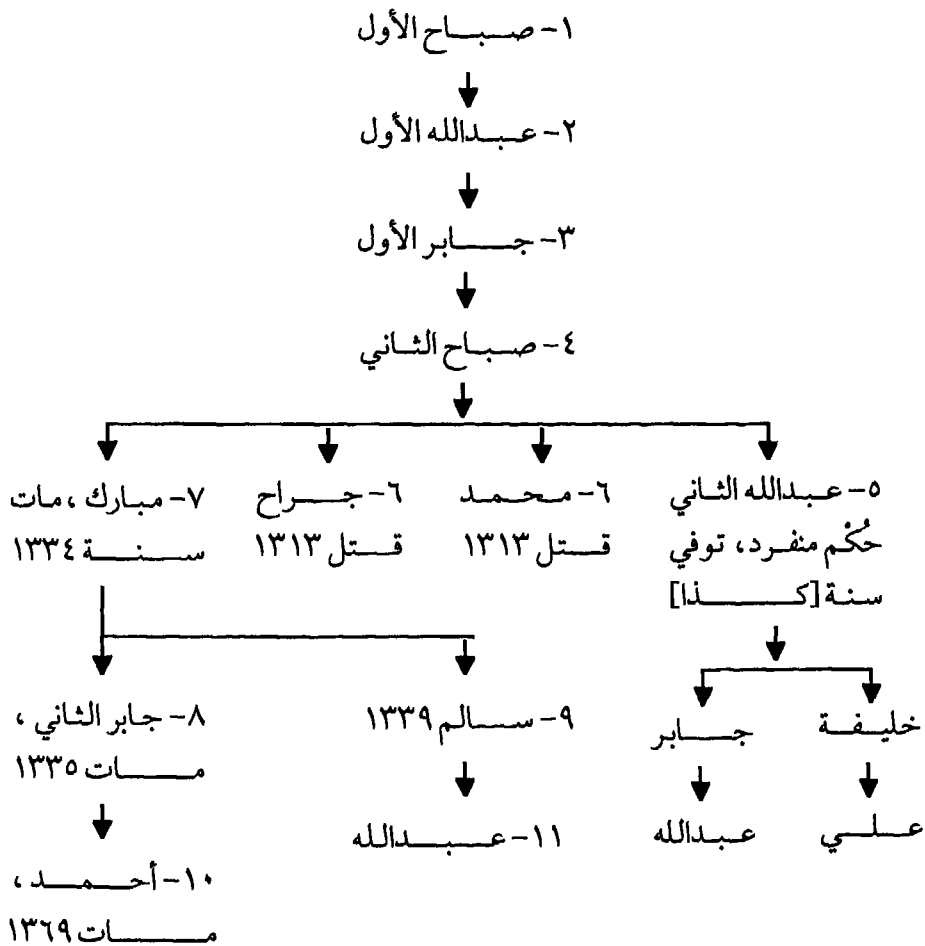 ١- صباح الأول
٢- عبدالله الأول
٣- جابر الأول
٤- صباح الثاني
٥- عبدالله الثاني
حُكْم منفرد، توفي
سنة [كذا]
٦- محمد
قتل ١٣١٣
٦- جراح
قتل ١٣١٣
٧- مبارك، مات
سنة ١٣٣٤
خليفة
جابر
٩- سالم ١٣٣٩
٨- جابر الثاني،
مات ١٣٣٥
علي
عبدالله
١١- عبدالله
١٠- أحمد،
مات ١٣٦٩